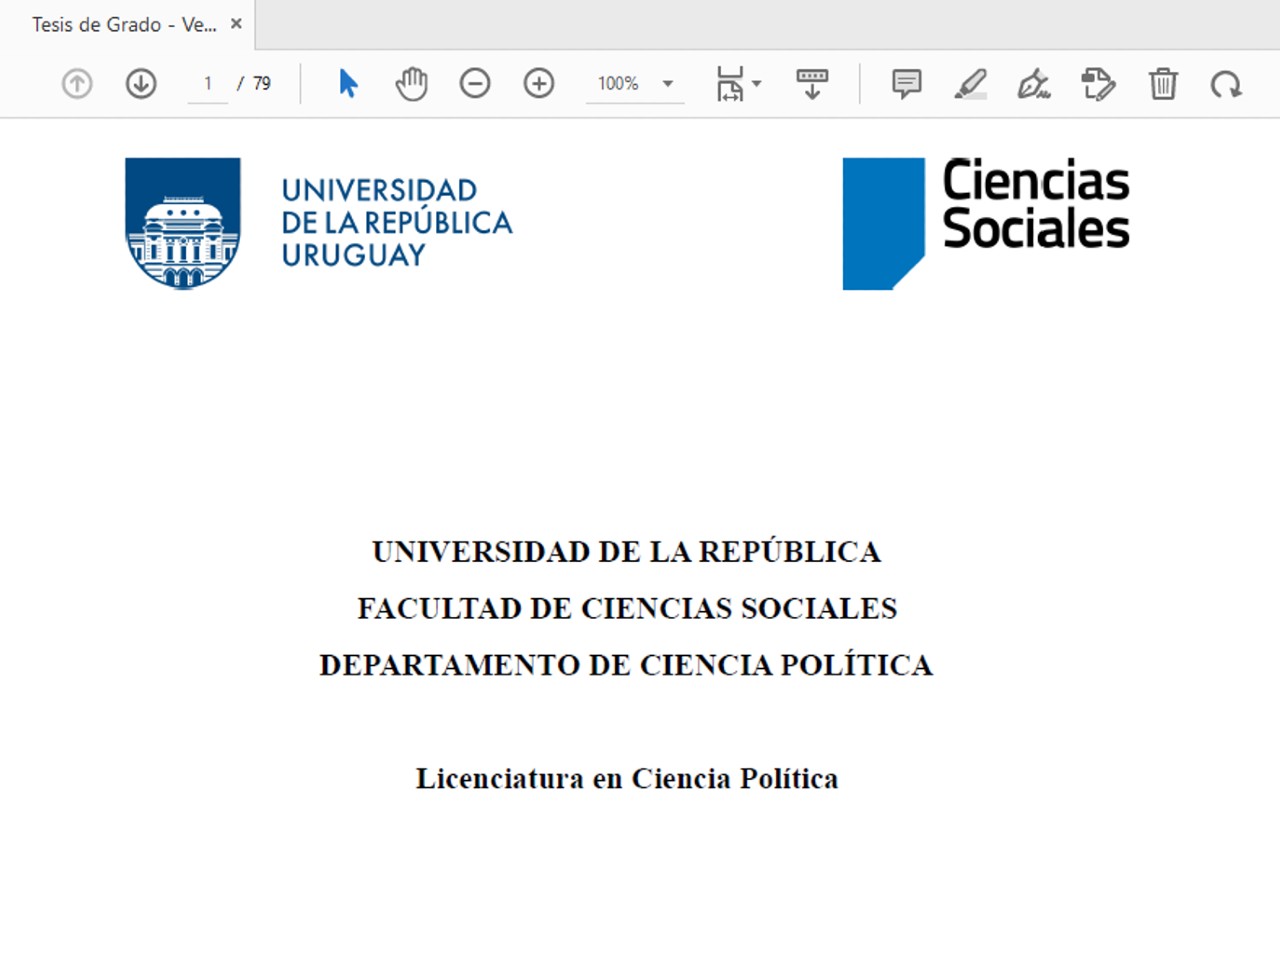 Tesis de Grado - Ve...
1 / 79
100%
UNIVERSIDAD
DE LA REPÚBLICA
URUGUAY
Ciencias
Sociales
UNIVERSIDAD DE LA REPÚBLICA
FACULTAD DE CIENCIAS SOCIALES
DEPARTAMENTO DE CIENCIA POLÍTICA
Licenciatura en Ciencia Política